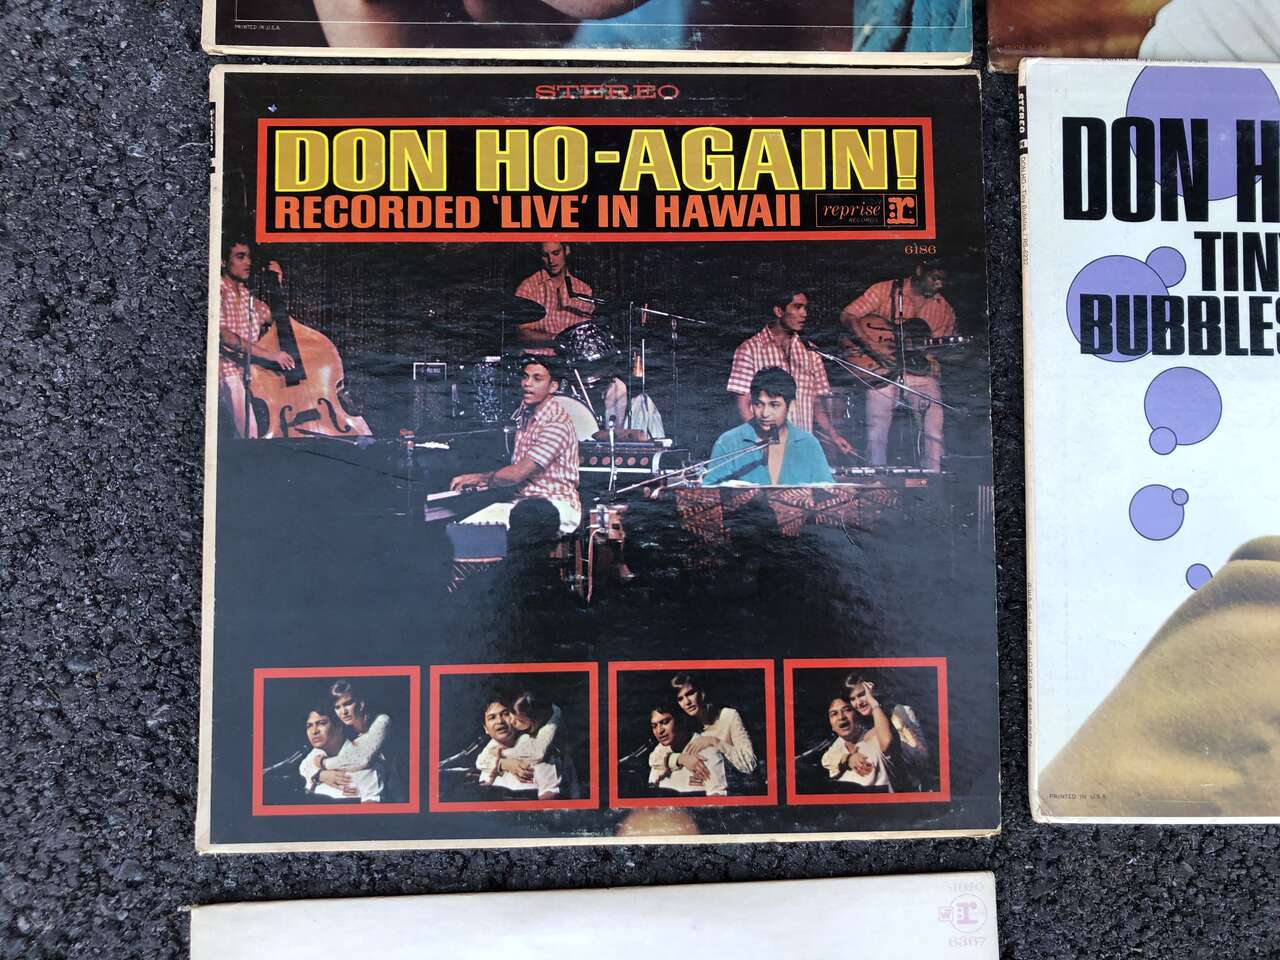 PRINTED IN U.S.A.
STEREO
DON HO-AGAIN!
RECORDED 'LIVE' IN HAWAII
reprise
RECORDS
r
6186
STEREO
DON H
TIN
BUBBLES
PRINTED IN U.S.A.
STEREO
W
r
6367